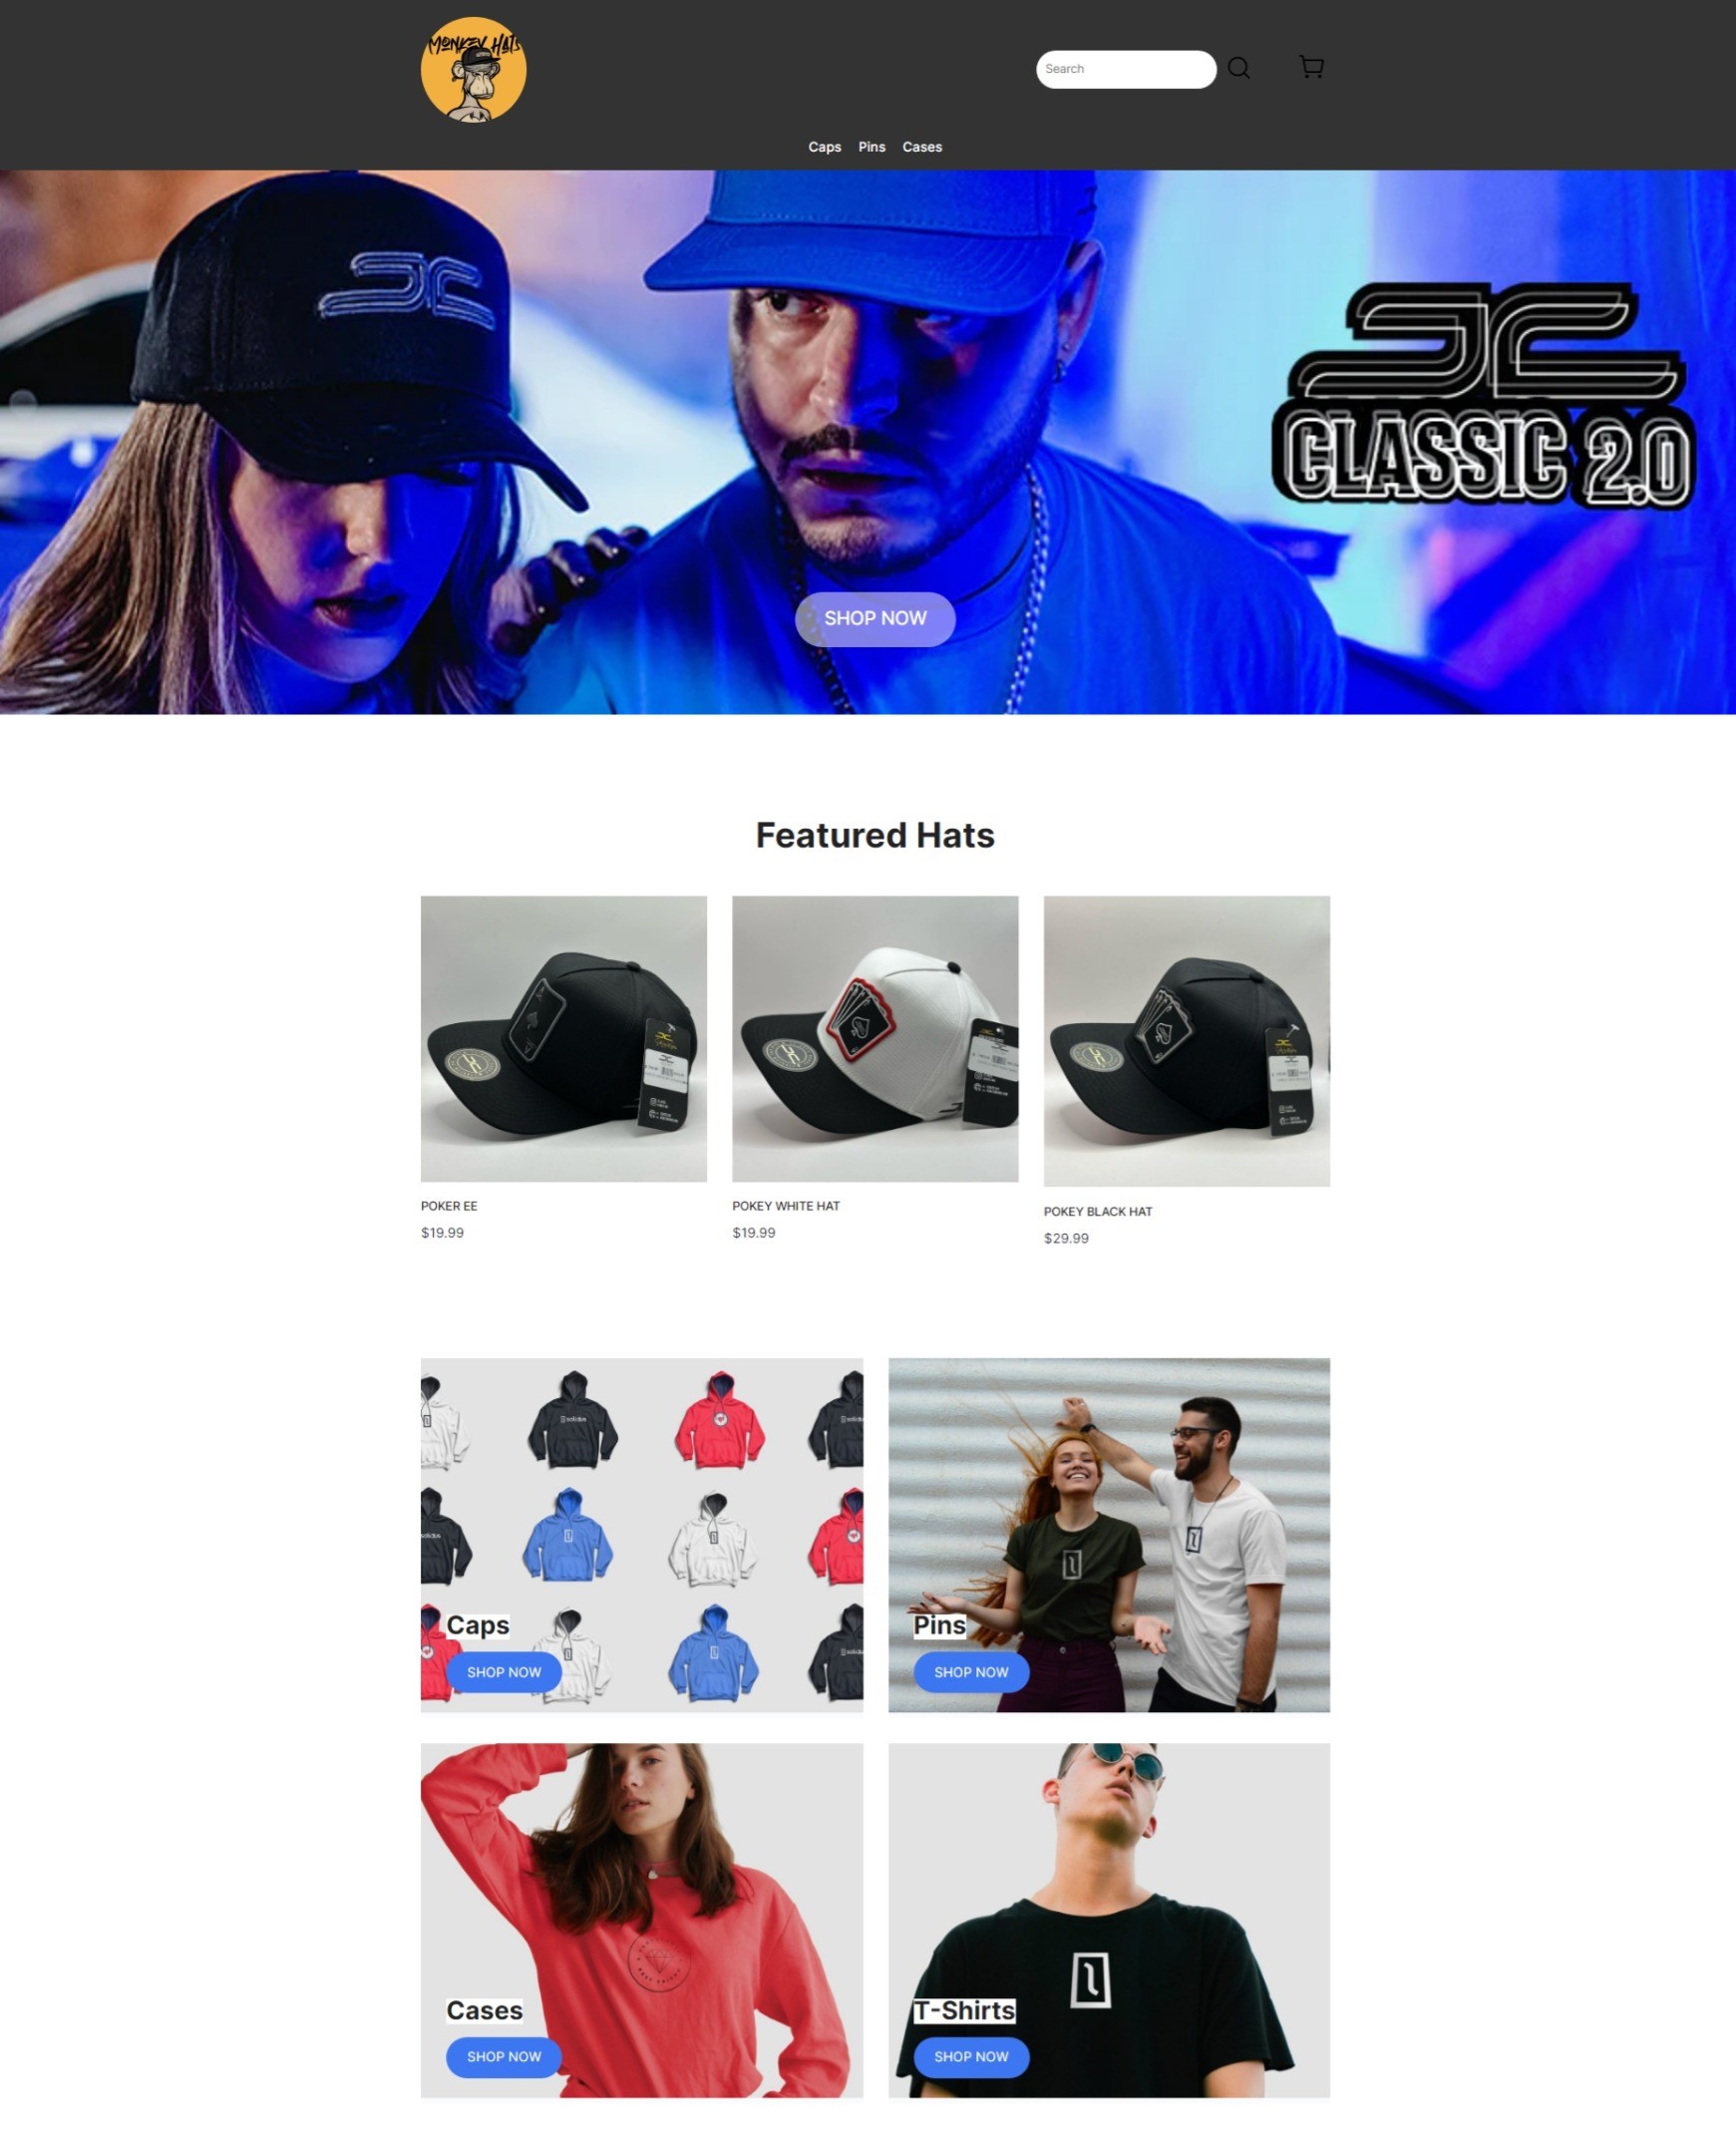 MONKEY HATS
Search
Caps Pins Cases
CLASSIC 2.0
SHOP NOW
Featured Hats
POKER EE
$19.99
POKEY WHITE HAT
$19.99
POKEY BLACK HAT
$29.99
Caps
SHOP NOW
Pins
SHOP NOW
Cases
SHOP NOW
T-Shirts
SHOP NOW